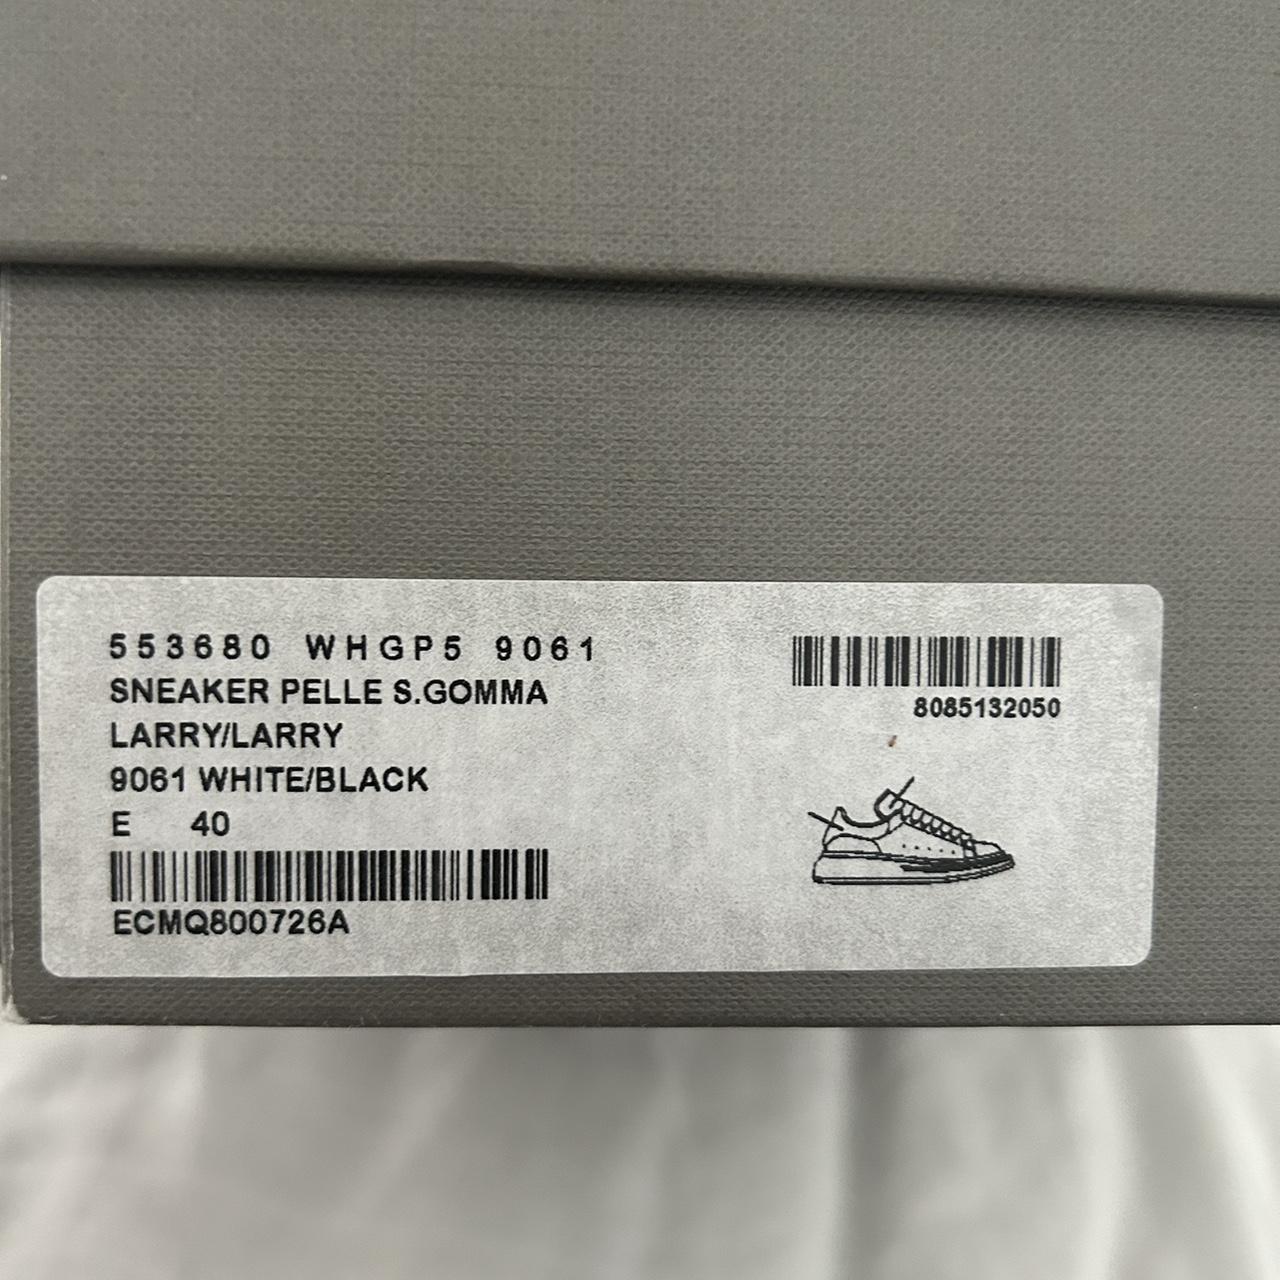 553680 WHGP5 9061
SNEAKER PELLE S.GOMMA
LARRY/LARRY
9061 WHITE/BLACK
E 40
ECMQ800726A
8085132050